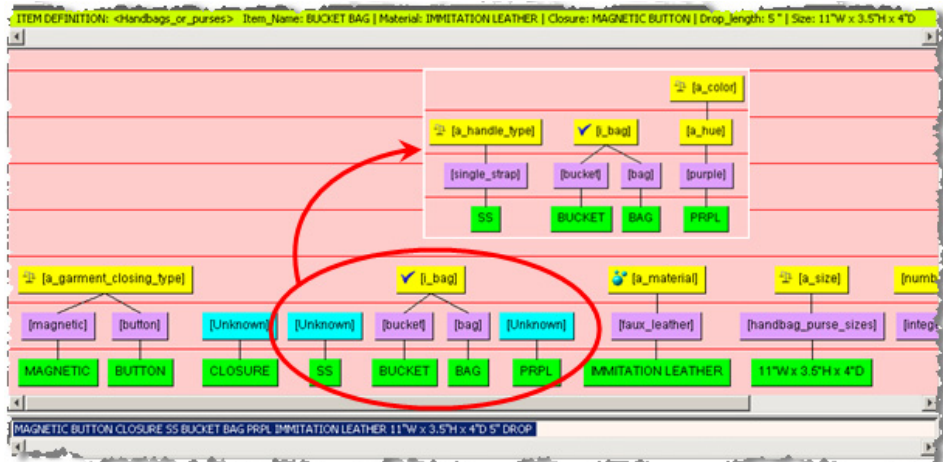 ITEM DEFINITION: <Handbags_or_purses> Item_Name: BUCKET BAG | Material: IMMITATION LEATHER | Closure: MAGNETIC BUTTON | Drop_length: 5 " | Size: 11"W x 3.5"H x 4"D
[a_color]
[a_handle_type] [i_bag] [a_hue]
[single_strap] [bucket] [bag] [purple]
SS BUCKET BAG PRPL
[a_garment_closing_type] [i_bag] [a_material] [a_size] [numb
[magnetic] [button] [Unknown] [Unknown] [bucket] [bag] [Unknown] [faux_leather] [handbag_purse_sizes] [integ
MAGNETIC BUTTON CLOSURE SS BUCKET BAG PRPL IMMITATION LEATHER 11"W x 3.5"H x 4"D
MAGNETIC BUTTON CLOSURE SS BUCKET BAG PRPL IMMITATION LEATHER 11"W x 3.5"H x 4"D 5" DROP